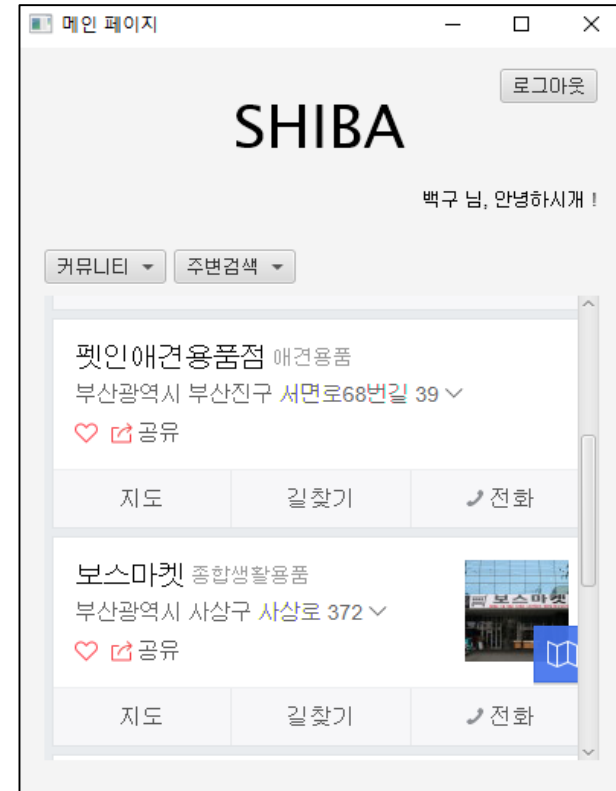 메인 페이지
로그아웃
SHIBA
백구 님, 안녕하시개 !
커뮤니티
주변검색
펫인애견용품점 애견용품
부산광역시 부산진구 서면로68번길 39
공유
지도 길찾기 전화
보스마켓 종합생활용품
부산광역시 사상구 사상로 372
보스마켓
공유
지도 길찾기 전화